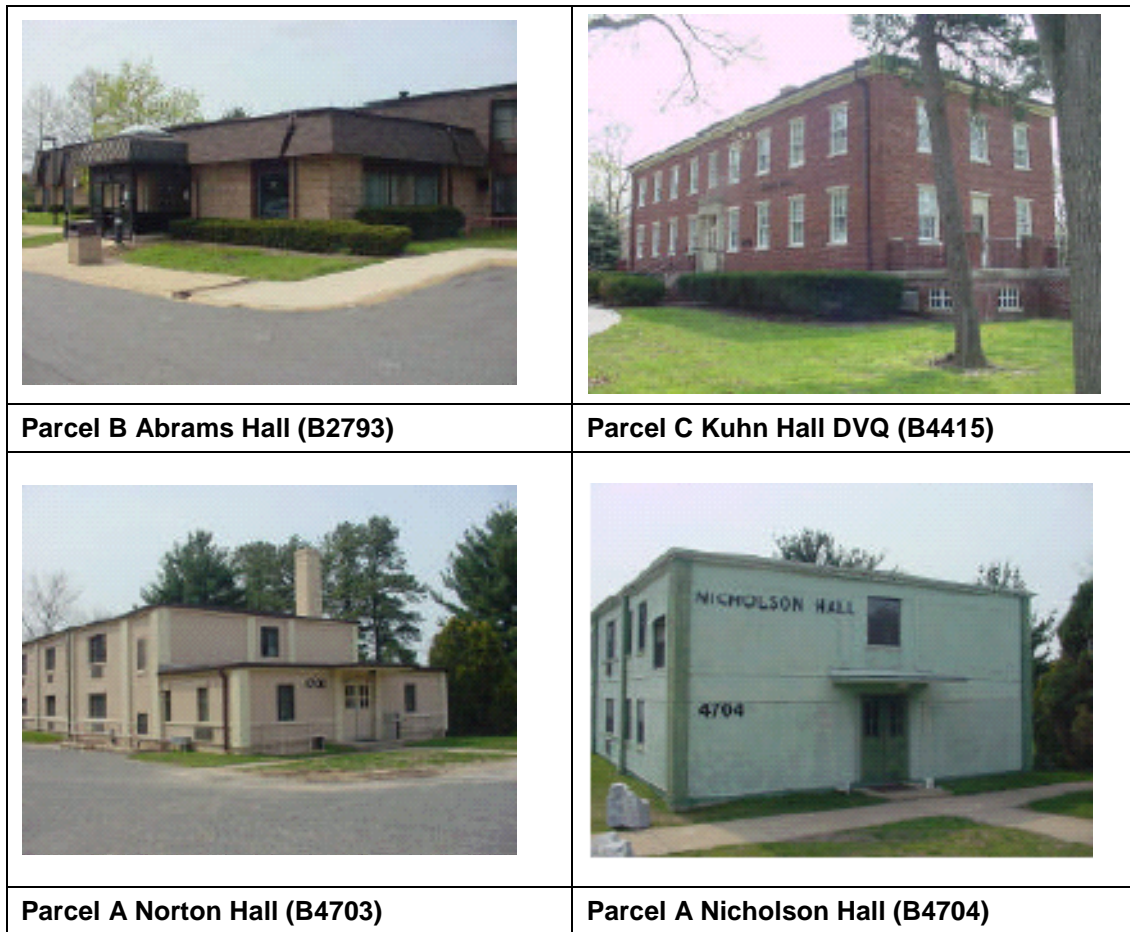 Parcel B Abrams Hall (B2793)
Parcel C Kuhn Hall DVQ (B4415)
NICHOLSON HALL
4704
Parcel A Norton Hall (B4703)
Parcel A Nicholson Hall (B4704)